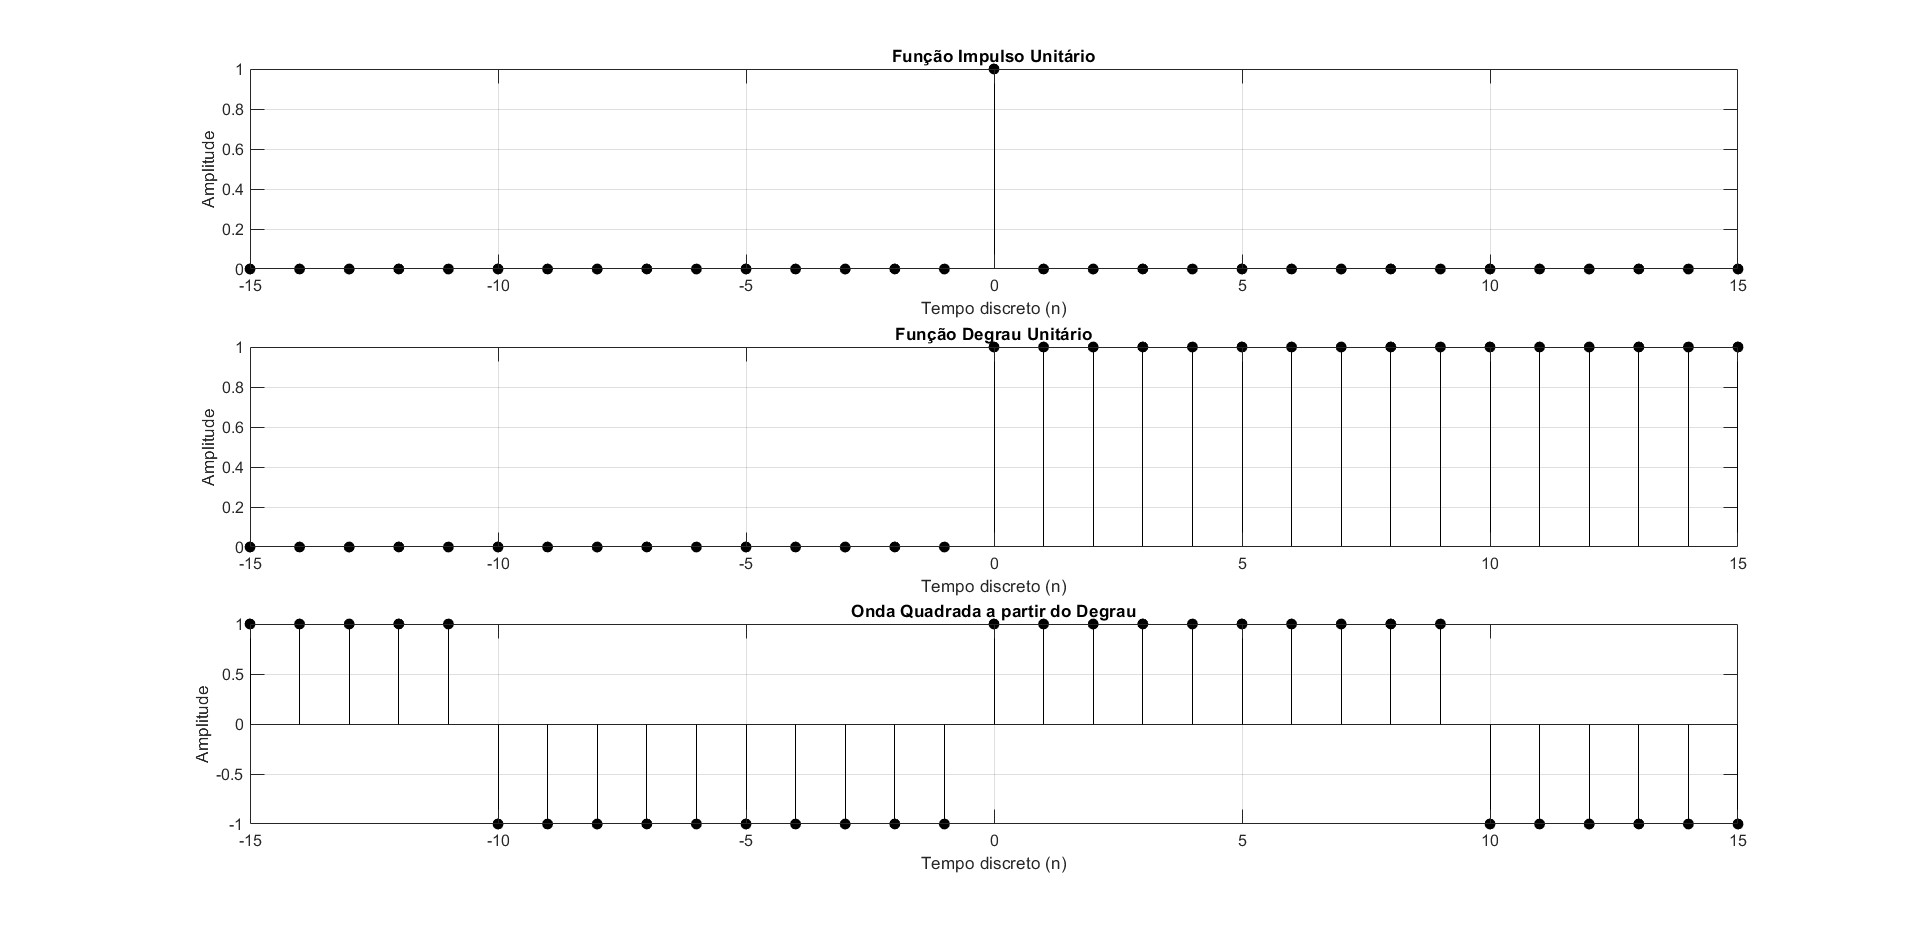 Função Impulso Unitário
1
0.8
0.6
0.4
0.2
0
Amplitude
-15 -10 -5 0 5 10 15
Tempo discreto (n)
Função Degrau Unitário
1
0.8
0.6
0.4
0.2
0
Amplitude
-15 -10 -5 0 5 10 15
Tempo discreto (n)
Onda Quadrada a partir do Degrau
1
0.5
0
-0.5
-1
Amplitude
-15 -10 -5 0 5 10 15
Tempo discreto (n)